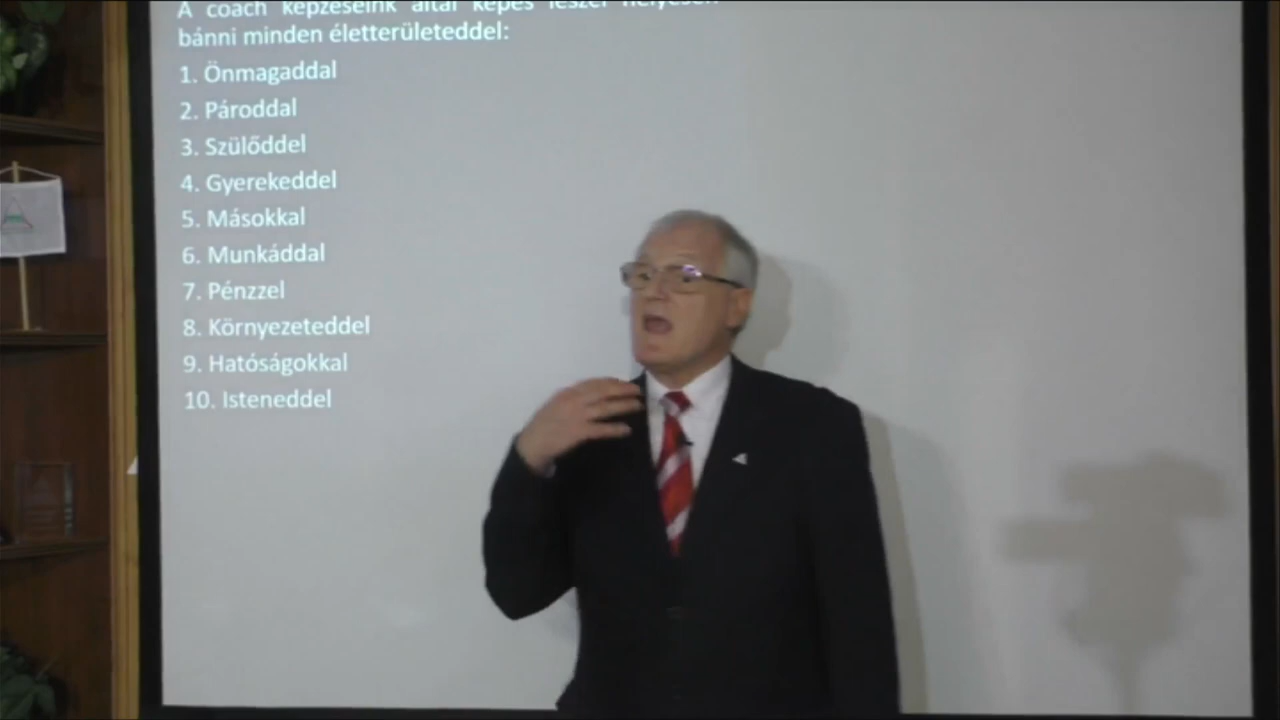 A coach képzéseink által képes leszel helyesen
bánni minden életterületeddel:
1. Önmagaddal
2. Pároddal
3. Szülőddel
4. Gyerekeddel
5. Másokkal
6. Munkáddal
7. Pénzzel
8. Környezeteddel
9. Hatóságokkal
10. Isteneddel